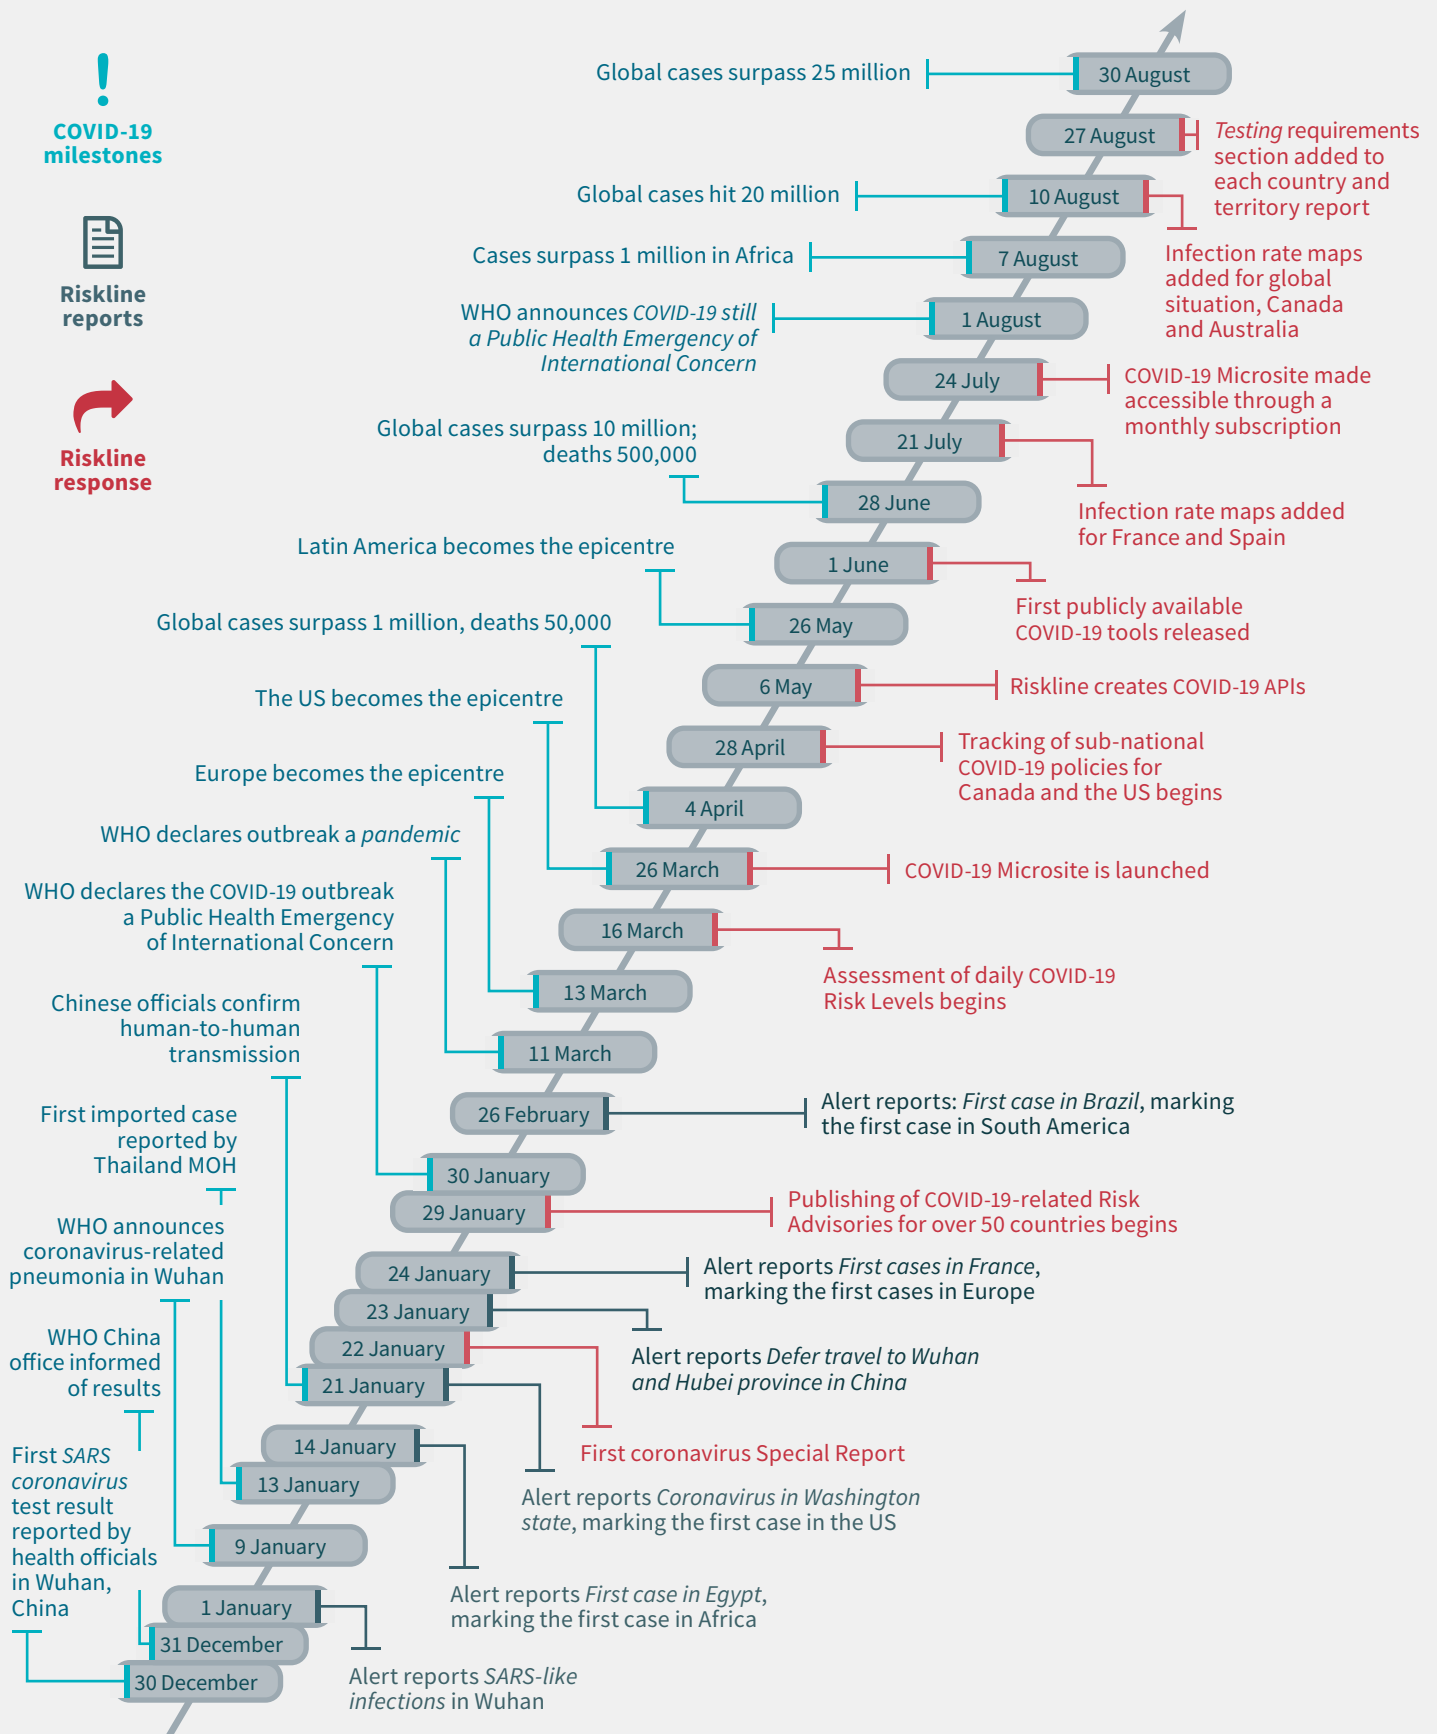 COVID-19
milestones
Riskline
reports
Riskline
response
Global cases surpass 25 million
30 August
27 August
Testing requirements
section added to
each country and
territory report
Global cases hit 20 million
10 August
Infection rate maps
added for global
situation, Canada
and Australia
Cases surpass 1 million in Africa
7 August
WHO announces COVID-19 still
a Public Health Emergency of
International Concern
1 August
24 July
COVID-19 Microsite made
accessible through a
monthly subscription
21 July
Infection rate maps added
for France and Spain
Global cases surpass 10 million;
deaths 500,000
28 June
1 June
First publicly available
COVID-19 tools released
Latin America becomes the epicentre
26 May
6 May
Riskline creates COVID-19 APIs
28 April
Tracking of sub-national
COVID-19 policies for
Canada and the US begins
Global cases surpass 1 million, deaths 50,000
4 April
The US becomes the epicentre
26 March
COVID-19 Microsite is launched
16 March
Assessment of daily COVID-19
Risk Levels begins
Europe becomes the epicentre
13 March
WHO declares outbreak a pandemic
11 March
26 February
Alert reports: First case in Brazil, marking
the first case in South America
WHO declares the COVID-19 outbreak
a Public Health Emergency
of International Concern
30 January
29 January
Publishing of COVID-19-related Risk
Advisories for over 50 countries begins
24 January
Alert reports First cases in France,
marking the first cases in Europe
23 January
Alert reports Defer travel to Wuhan
and Hubei province in China
22 January
First coronavirus Special Report
Chinese officials confirm
human-to-human
transmission
21 January
Alert reports Coronavirus in Washington
state, marking the first case in the US
14 January
Alert reports First case in Egypt,
marking the first case in Africa
First imported case
reported by
Thailand MOH
13 January
WHO announces
coronavirus-related
pneumonia in Wuhan
9 January
1 January
Alert reports SARS-like
infections in Wuhan
WHO China
office informed
of results
31 December
First SARS
coronavirus
test result
reported by
health officials
in Wuhan,
China
30 December